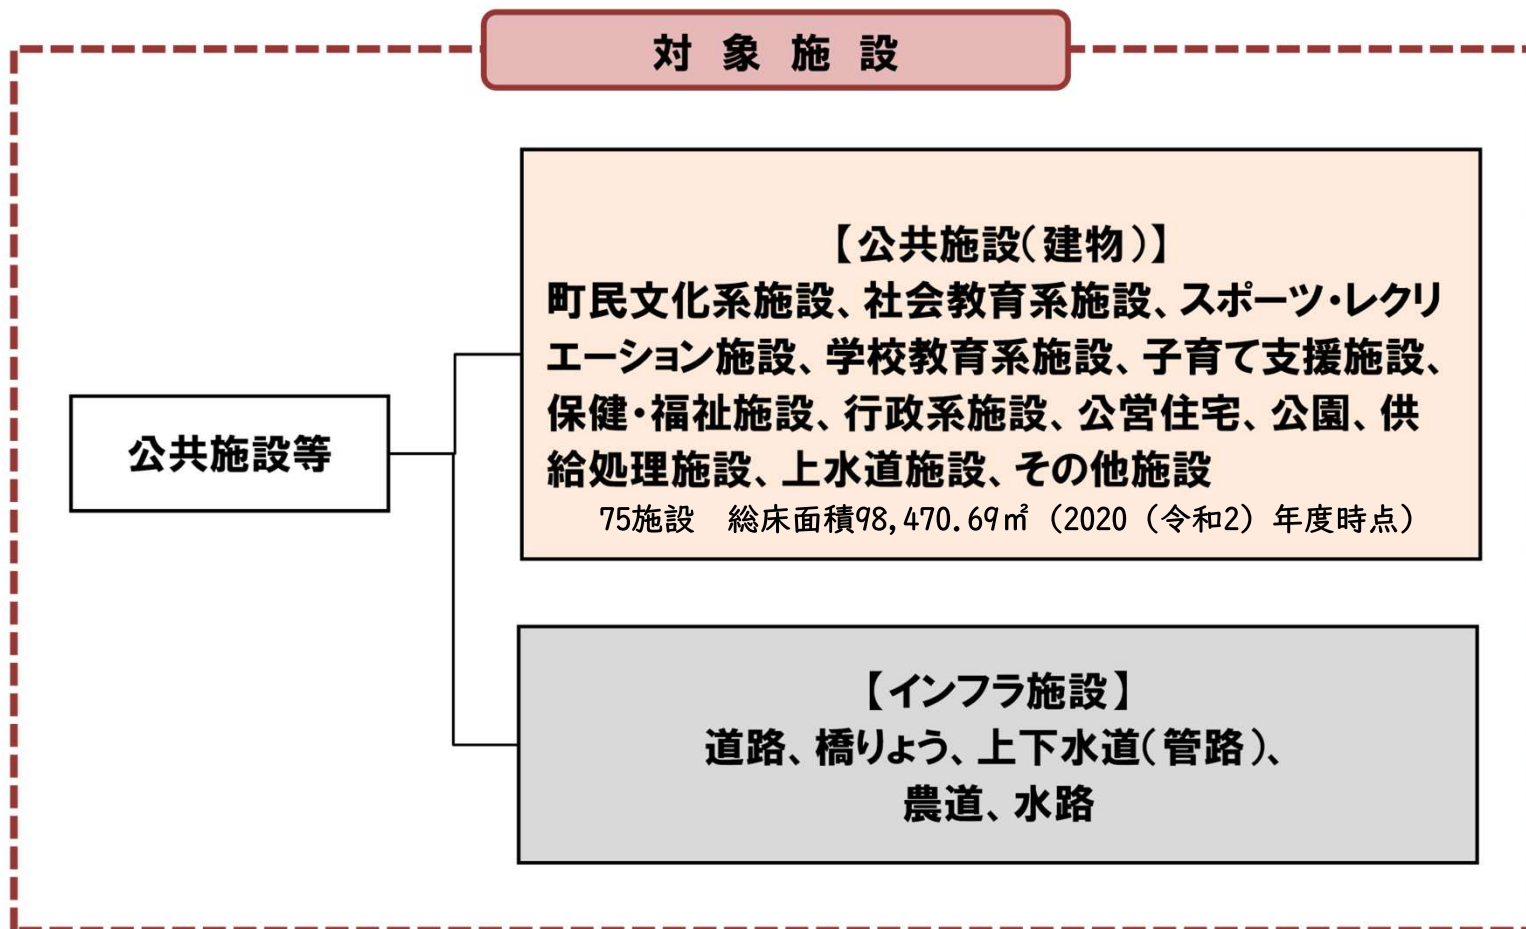 対象施設
公共施設等
【公共施設(建物)】
町民文化系施設、社会教育系施設、スポーツ・レクリ
エーション施設、学校教育系施設、子育て支援施設、
保健・福祉施設、行政系施設、公営住宅、公園、供
給処理施設、上水道施設、その他施設
75施設　総床面積98,470.69㎡（2020（令和2）年度時点）
【インフラ施設】
道路、橋りょう、上下水道(管路)、
農道、水路